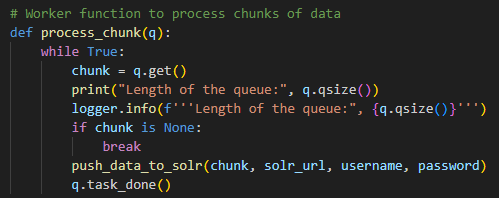 # Worker function to process chunks of data
def process_chunk(q):
    while True:
        chunk = q.get()
        print("Length of the queue:", q.qsize())
        logger.info(f'''Length of the queue:", {q.qsize()}''')
        if chunk is None:
            break
        push_data_to_solr(chunk, solr_url, username, password)
        q.task_done()